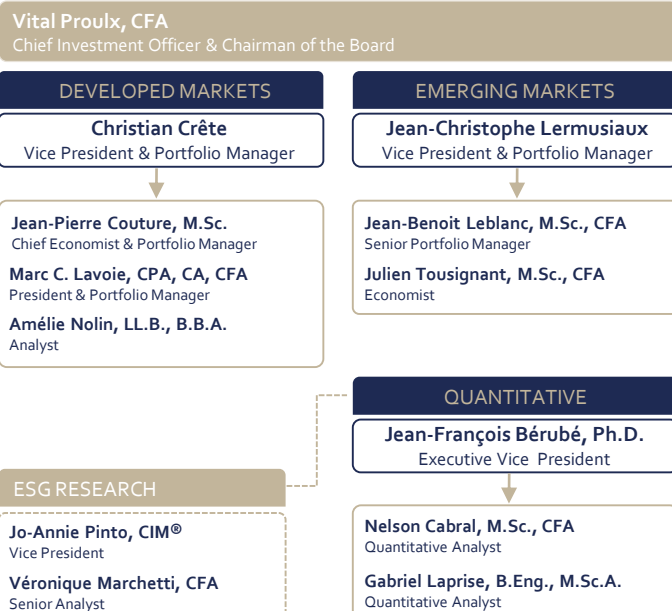 Vital Proulx, CFA
Chief Investment Officer & Chairman of the Board
DEVELOPED MARKETS
Christian Crête
Vice President & Portfolio Manager
Jean-Pierre Couture, M.Sc.
Chief Economist & Portfolio Manager
Marc C. Lavoie, CPA, CA, CFA
President & Portfolio Manager
Amélie Nolin, LL.B., B.B.A.
Analyst
EMERGING MARKETS
Jean-Christophe Lermusiaux
Vice President & Portfolio Manager
Jean-Benoit Leblanc, M.Sc., CFA
Senior Portfolio Manager
Julien Tousignant, M.Sc., CFA
Economist
QUANTITATIVE
Jean-François Bérubé, Ph.D.
Executive Vice President
Nelson Cabral, M.Sc., CFA
Quantitative Analyst
Gabriel Laprise, B.Eng., M.Sc.A.
Quantitative Analyst
ESG RESEARCH
Jo-Annie Pinto, CIM®
Vice President
Véronique Marchetti, CFA
Senior Analyst